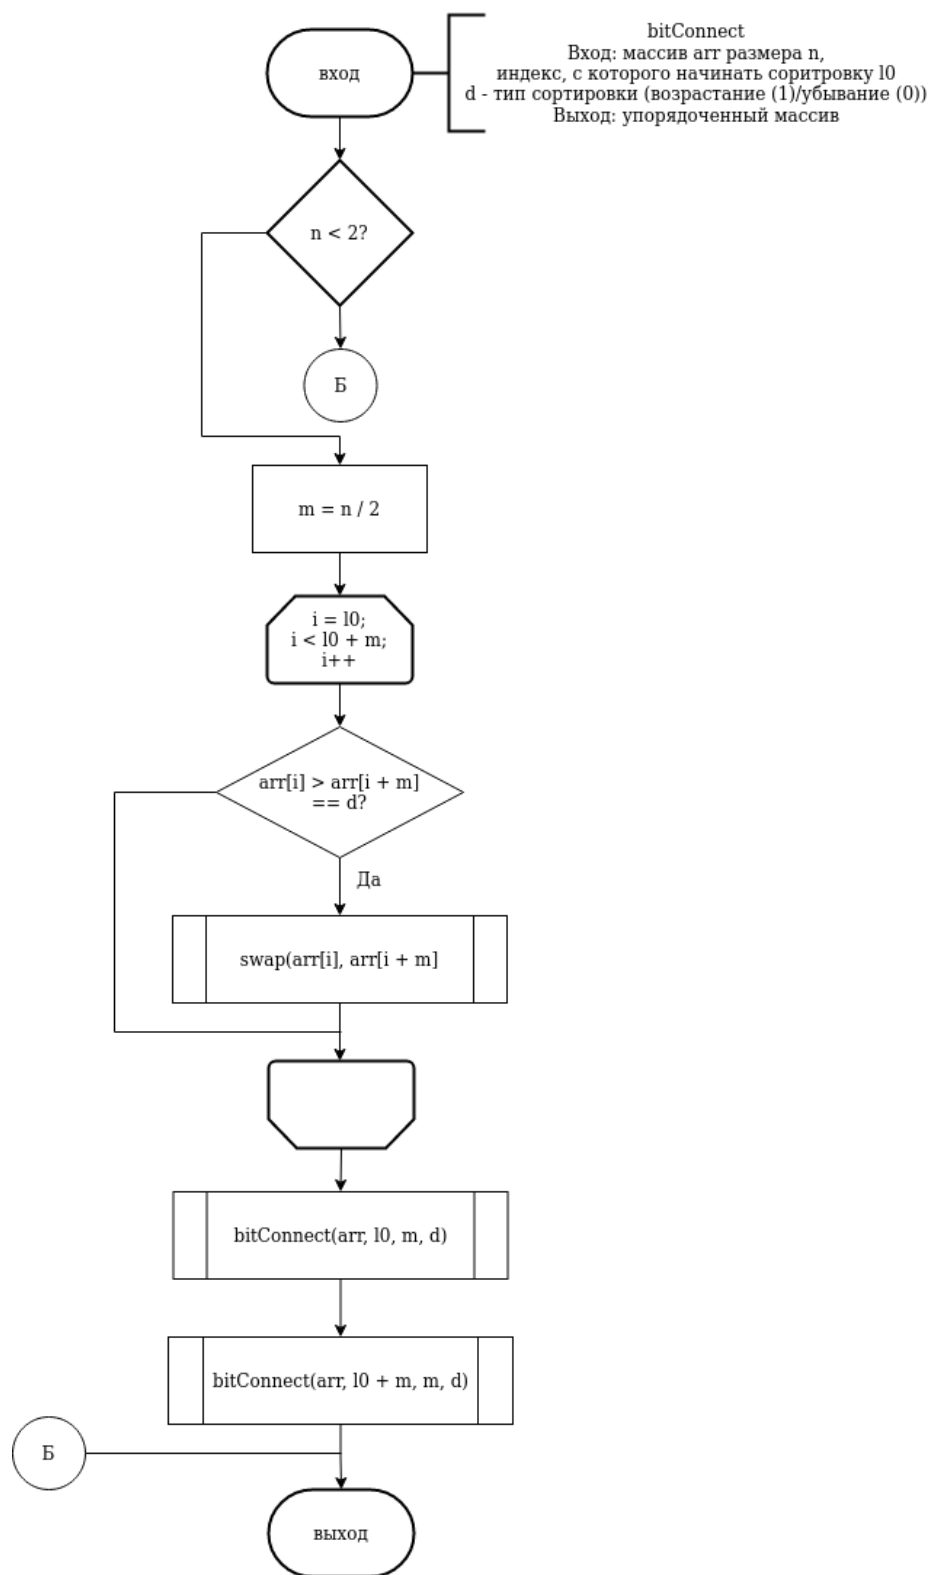 вход
bitConnect
Вход: массив arr размера n,
индекс, с которого начинать соритровку l0
d - тип сортировки (возрастание (1)/убывание (0))
Выход: упорядоченный массив
n < 2?
Б
m = n / 2
i = l0;
i < l0 + m;
i++
arr[i] > arr[i + m]
== d?
Да
swap(arr[i], arr[i + m]
bitConnect(arr, l0, m, d)
bitConnect(arr, l0 + m, m, d)
Б
выход